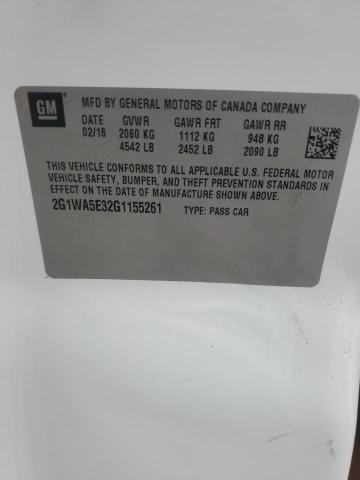 GM
MFD BY GENERAL MOTORS OF CANADA COMPANY
DATE GVWR GAWR FRT GAWR RR
02/16 2060 KG 1112 KG 948 KG
4542 LB 2452 LB 2090 LB
THIS VEHICLE CONFORMS TO ALL APPLICABLE U.S. FEDERAL MOTOR
VEHICLE SAFETY, BUMPER, AND THEFT PREVENTION STANDARDS IN
EFFECT ON THE DATE OF MANUFACTURE SHOWN ABOVE.
2G1WA5E32G1155261 TYPE: PASS CAR